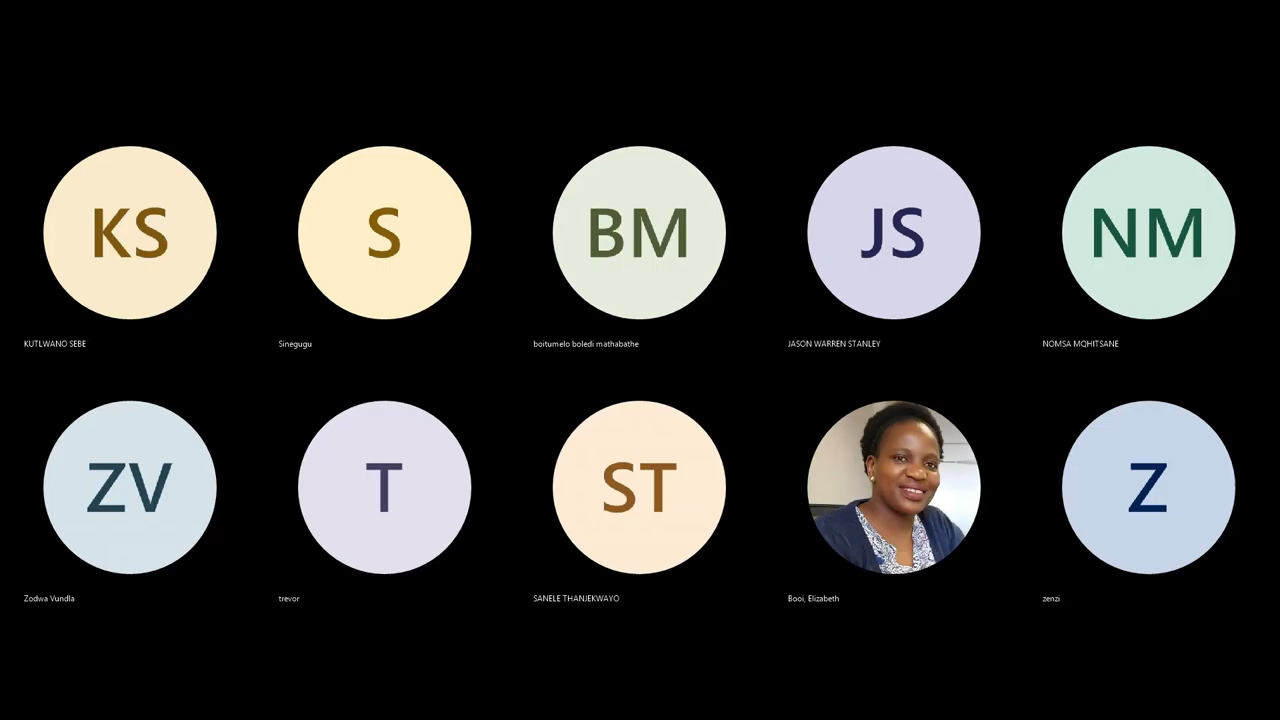 KS
S
BM
JS
NM
KUTLWANO SEBE
Sinegugu
boitumelo boledi mathabathe
JASON WARREN STANLEY
NOMSA MQHITSANE
ZV
T
ST
Z
Zodwa Vundla
trevor
SANELE THANJEKWAYO
Booi, Elizabeth
zenzi